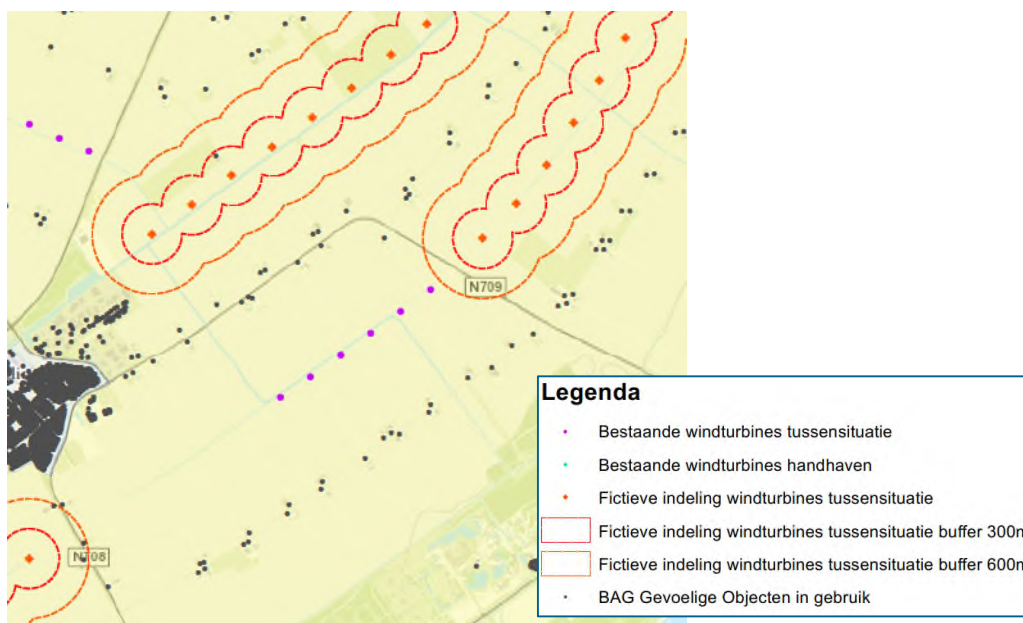 N709
Legenda
Bestaande windturbines tussensituatie
Bestaande windturbines handhaven
Fictieve indeling windturbines tussensituatie
Fictieve indeling windturbines tussensituatie buffer 300m
Fictieve indeling windturbines tussensituatie buffer 600m
N708
BAG Gevoelige Objecten in gebruik